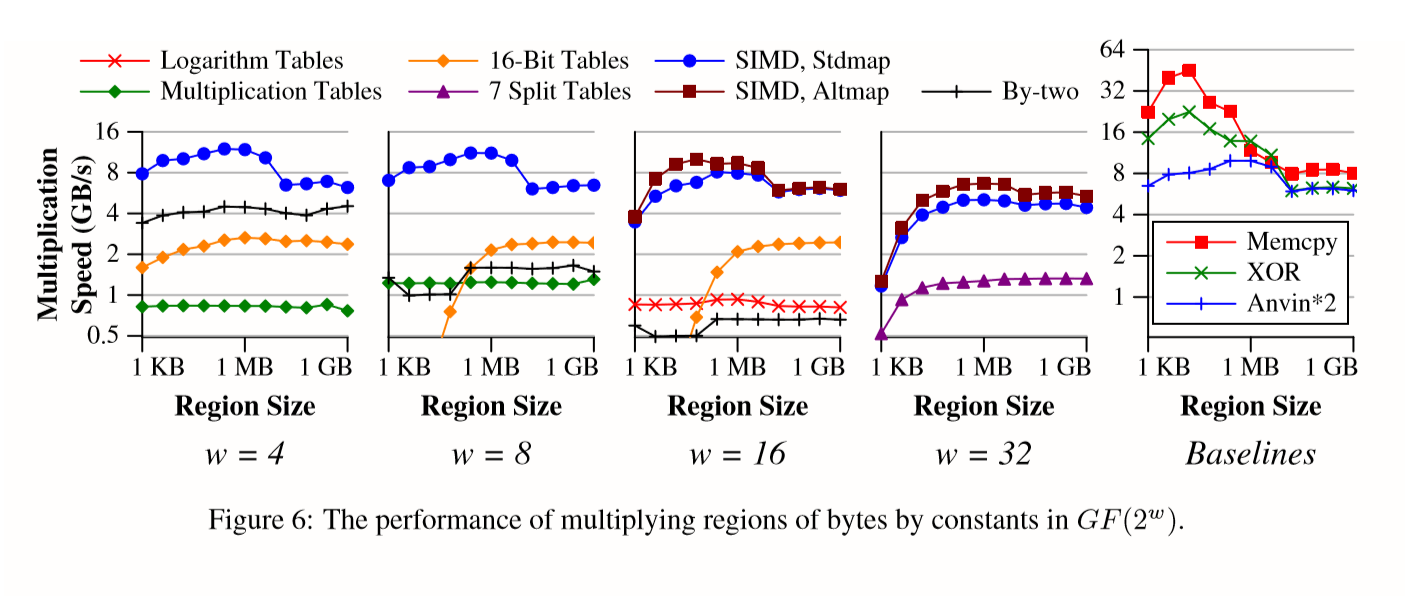 Logarithm Tables
16-Bit Tables
SIMD, Stdmap
Multiplication Tables
7 Split Tables
SIMD, Altmap
By-two
Multiplication
Speed (GB/s)
16
8
4
2
1
0.5
1 KB 1 MB 1 GB
Region Size
w = 4
1 KB 1 MB 1 GB
Region Size
w = 8
1 KB 1 MB 1 GB
Region Size
w = 16
1 KB 1 MB 1 GB
Region Size
w = 32
64
32
16
8
4
2
1
Memcpy
XOR
Anvin*2
1 KB 1 MB 1 GB
Region Size
Baselines
Figure 6: The performance of multiplying regions of bytes by constants in GF(2^w).